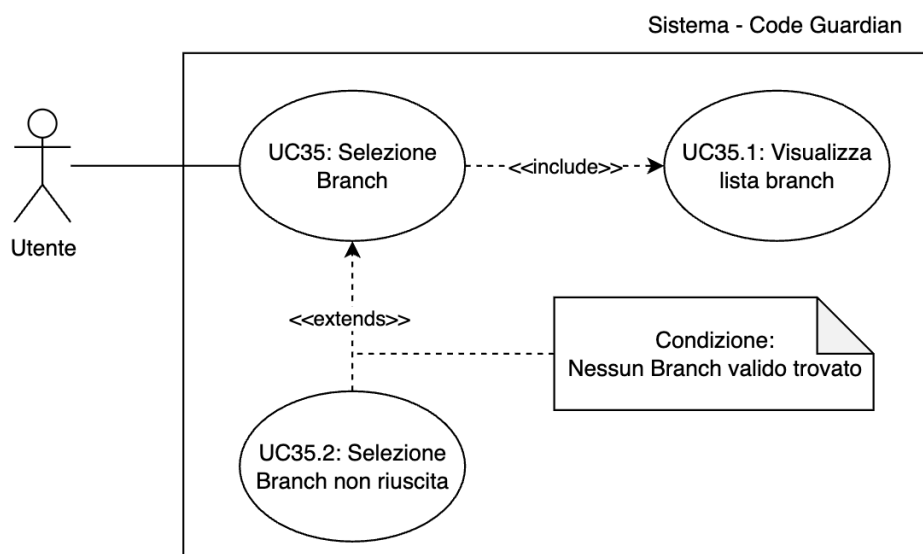 Sistema - Code Guardian
UC35: Selezione
Branch
<<include>>
UC35.1: Visualizza
lista branch
Utente
<<extends>>
Condizione:
Nessun Branch valido trovato
UC35.2: Selezione
Branch non riuscita